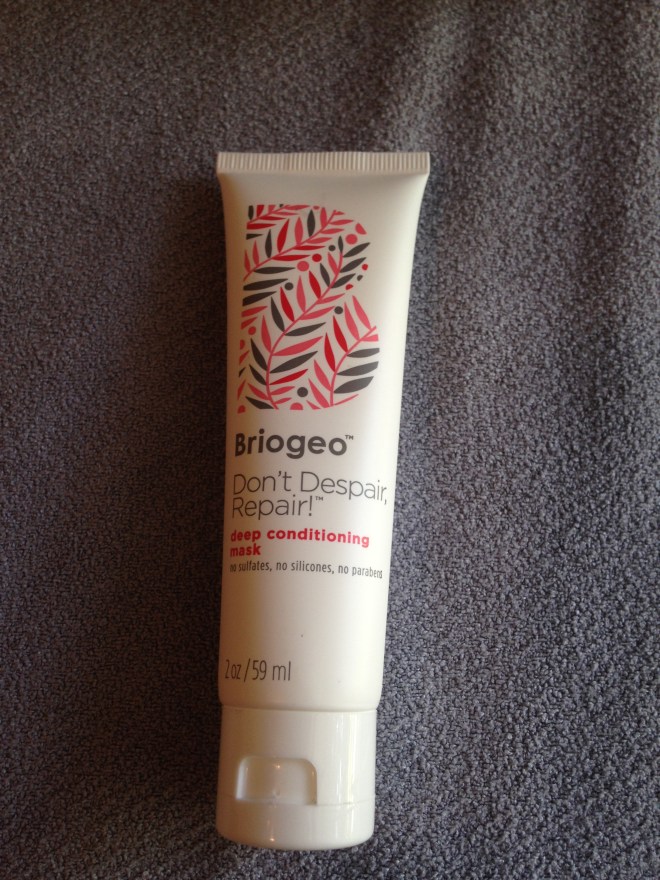 Briogeo™
Don't Despair,
Repair!™
deep conditioning
mask
no sulfates, no silicones, no parabens
2 oz / 59 ml